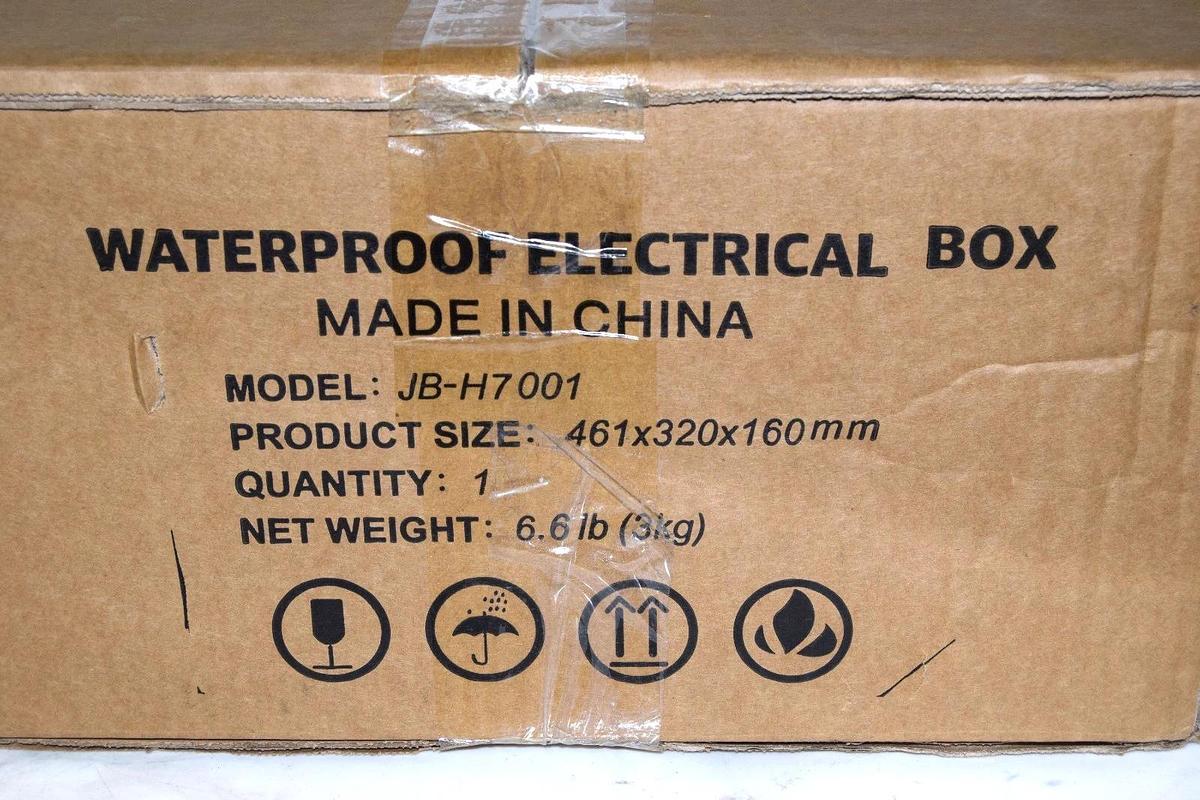 WATERPROOF ELECTRICAL BOX
MADE IN CHINA
MODEL: JB-H7001
PRODUCT SIZE: 461x320x160mm
QUANTITY: 1
NET WEIGHT: 6.6 lb (3kg)